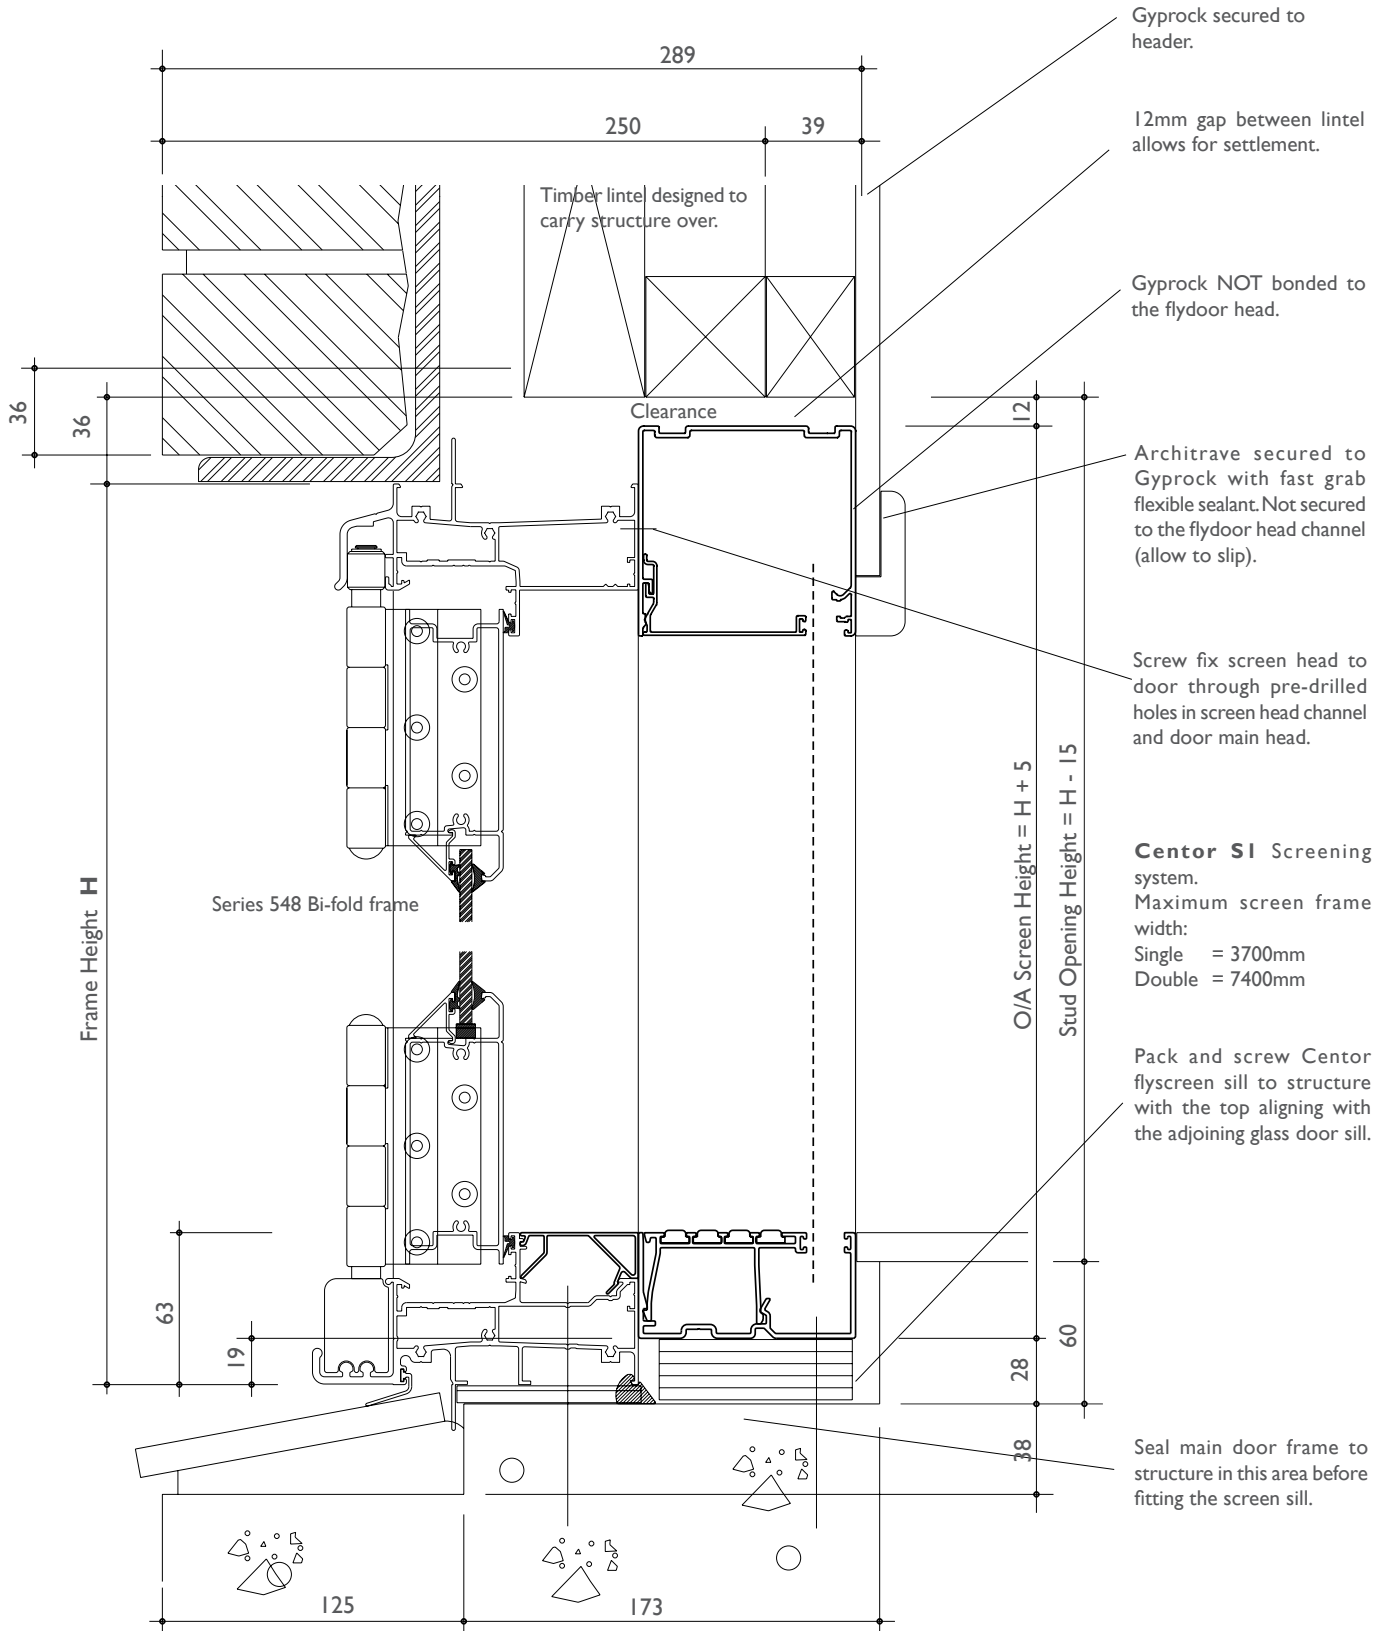 Gyprock secured to
header.
289
12mm gap between lintel
allows for settlement.
250
39
Timber lintel designed to
carry structure over.
Gyprock NOT bonded to
the flydoor head.
36
36
Clearance
12
Architrave secured to
Gyprock with fast grab
flexible sealant. Not secured
to the flydoor head channel
(allow to slip).
Screw fix screen head to
door through pre-drilled
holes in screen head channel
and door main head.
O/A Screen Height = H + 5
Stud Opening Height = H - 15
Centor S1 Screening
system.
Maximum screen frame
width:
Single = 3700mm
Double = 7400mm
Frame Height H
Series 548 Bi-fold frame
Pack and screw Centor
flyscreen sill to structure
with the top aligning with
the adjoining glass door sill.
63
19
60
28
38
Seal main door frame to
structure in this area before
fitting the screen sill.
125
173